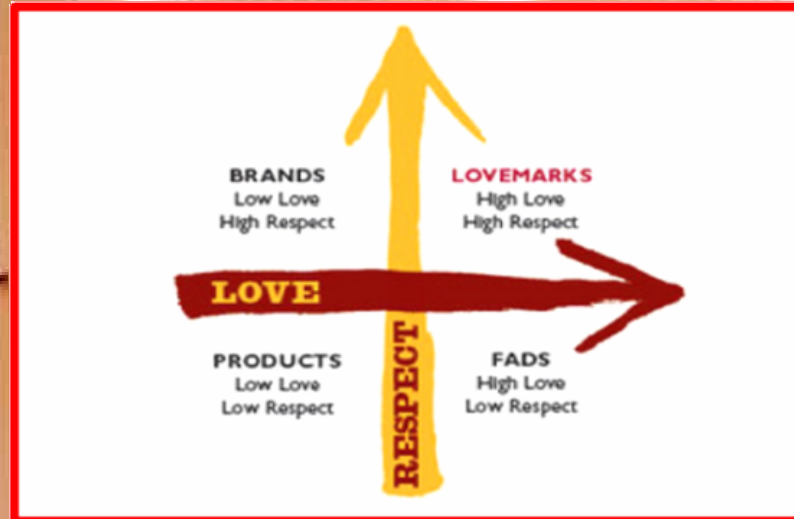 BRANDS
Low Love
High Respect
LOVEMARKS
High Love
High Respect
LOVE
RESPECT
PRODUCTS
Low Love
Low Respect
FADS
High Love
Low Respect